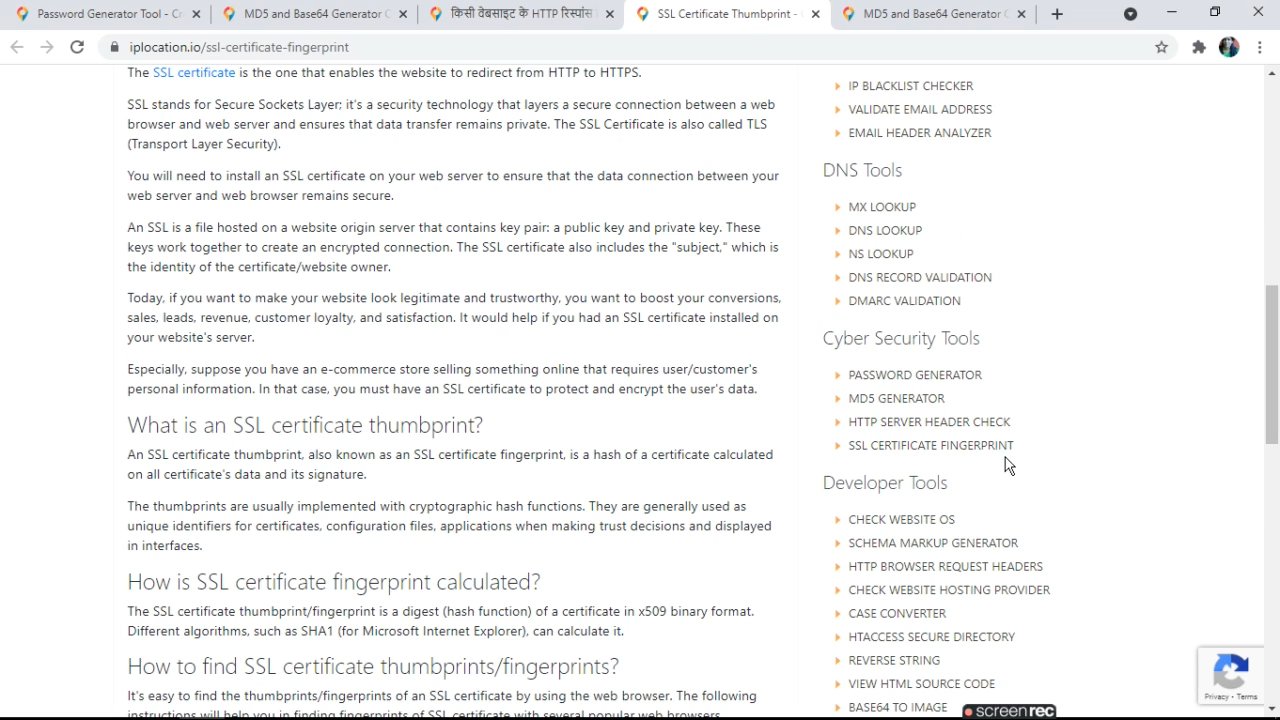 Password Generator Tool - Cr
MD5 and Base64 Generator C
किसी वेबसाइट के HTTP रिस्पांस
SSL Certificate Thumbprint -
MD5 and Base64 Generator C
iplocation.io/ssl-certificate-fingerprint
The SSL certificate is the one that enables the website to redirect from HTTP to HTTPS.
SSL stands for Secure Sockets Layer; it's a security technology that layers a secure connection between a web
browser and web server and ensures that data transfer remains private. The SSL Certificate is also called TLS
(Transport Layer Security).
You will need to install an SSL certificate on your web server to ensure that the data connection between your
web server and web browser remains secure.
An SSL is a file hosted on a website origin server that contains key pair: a public key and private key. These
keys work together to create an encrypted connection. The SSL certificate also includes the "subject," which is
the identity of the certificate/website owner.
Today, if you want to make your website look legitimate and trustworthy, you want to boost your conversions,
sales, leads, revenue, customer loyalty, and satisfaction. It would help if you had an SSL certificate installed on
your website's server.
Especially, suppose you have an e-commerce store selling something online that requires user/customer's
personal information. In that case, you must have an SSL certificate to protect and encrypt the user's data.
What is an SSL certificate thumbprint?
An SSL certificate thumbprint, also known as an SSL certificate fingerprint, is a hash of a certificate calculated
on all certificate's data and its signature.
The thumbprints are usually implemented with cryptographic hash functions. They are generally used as
unique identifiers for certificates, configuration files, applications when making trust decisions and displayed
in interfaces.
How is SSL certificate fingerprint calculated?
The SSL certificate thumbprint/fingerprint is a digest (hash function) of a certificate in x509 binary format.
Different algorithms, such as SHA1 (for Microsoft Internet Explorer), can calculate it.
How to find SSL certificate thumbprints/fingerprints?
It's easy to find the thumbprints/fingerprints of an SSL certificate by using the web browser. The following
instructions will help you in finding fingerprints of SSL certificate with several popular web browsers.
IP BLACKLIST CHECKER
VALIDATE EMAIL ADDRESS
EMAIL HEADER ANALYZER
DNS Tools
MX LOOKUP
DNS LOOKUP
NS LOOKUP
DNS RECORD VALIDATION
DMARC VALIDATION
Cyber Security Tools
PASSWORD GENERATOR
MD5 GENERATOR
HTTP SERVER HEADER CHECK
SSL CERTIFICATE FINGERPRINT
Developer Tools
CHECK WEBSITE OS
SCHEMA MARKUP GENERATOR
HTTP BROWSER REQUEST HEADERS
CHECK WEBSITE HOSTING PROVIDER
CASE CONVERTER
HTACCESS SECURE DIRECTORY
REVERSE STRING
VIEW HTML SOURCE CODE
BASE64 TO IMAGE
Privacy - Terms
screenrec